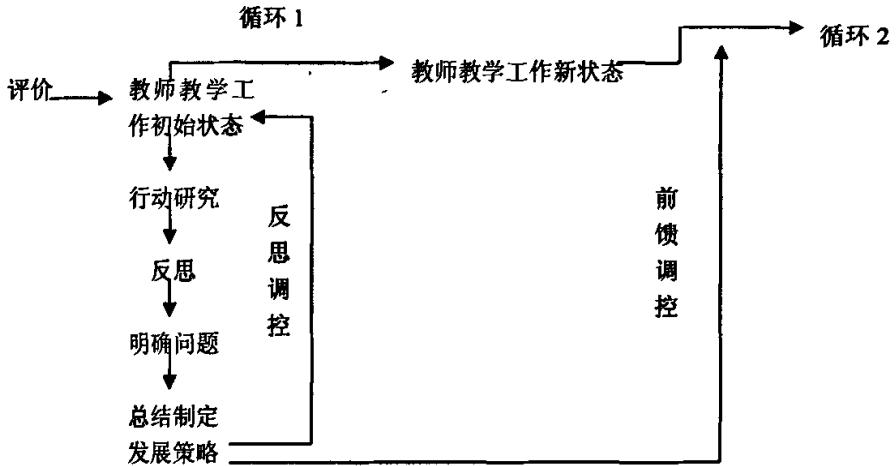 循环 1
循环 2
评价
教师教学工
作初始状态
教师教学工作新状态
行动研究
反思
明确问题
总结制定
发展策略
反思调控
前馈调控